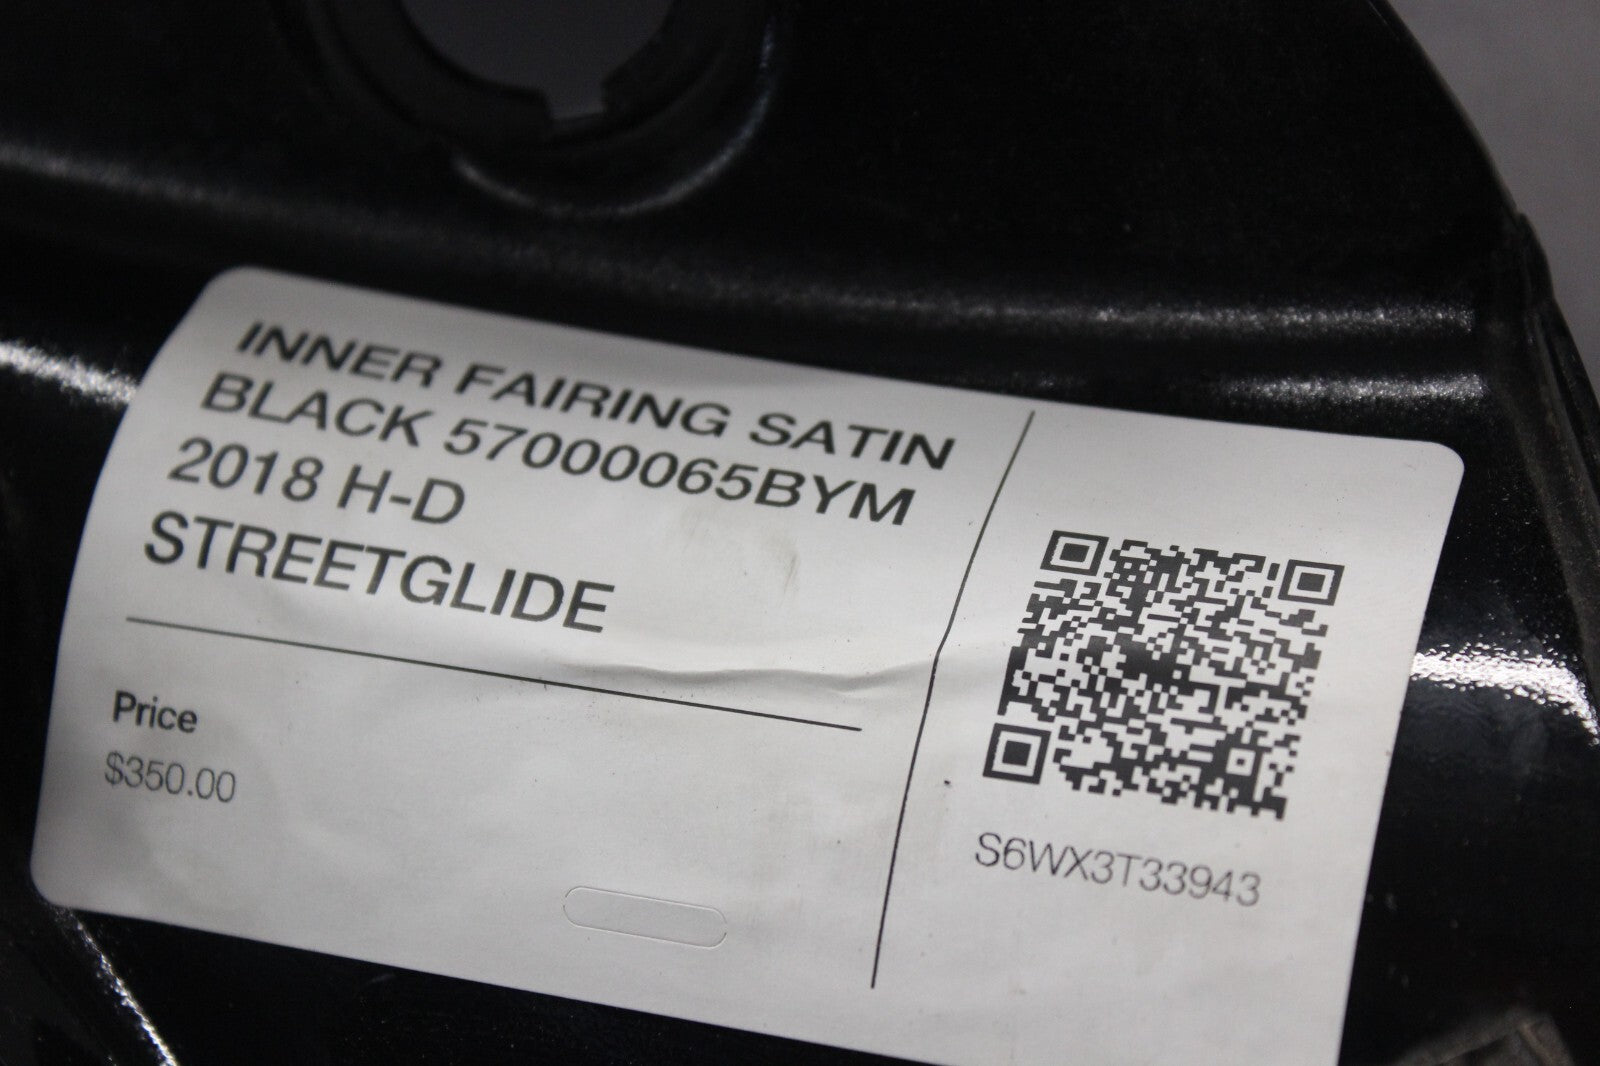 INNER FAIRING SATIN
BLACK 57000065BYM
2018 H-D
STREETGLIDE
Price
$350.00
S6WX3T33943